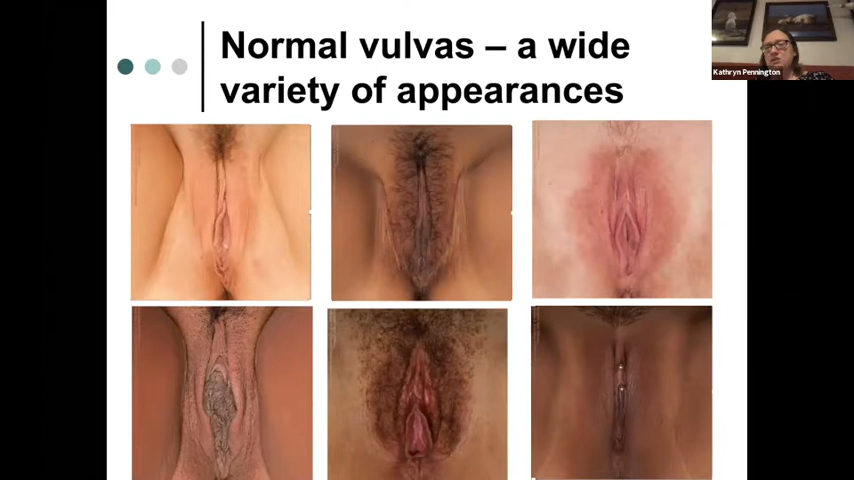 Normal vulvas – a wide
variety of appearances
Kathryn Pennington